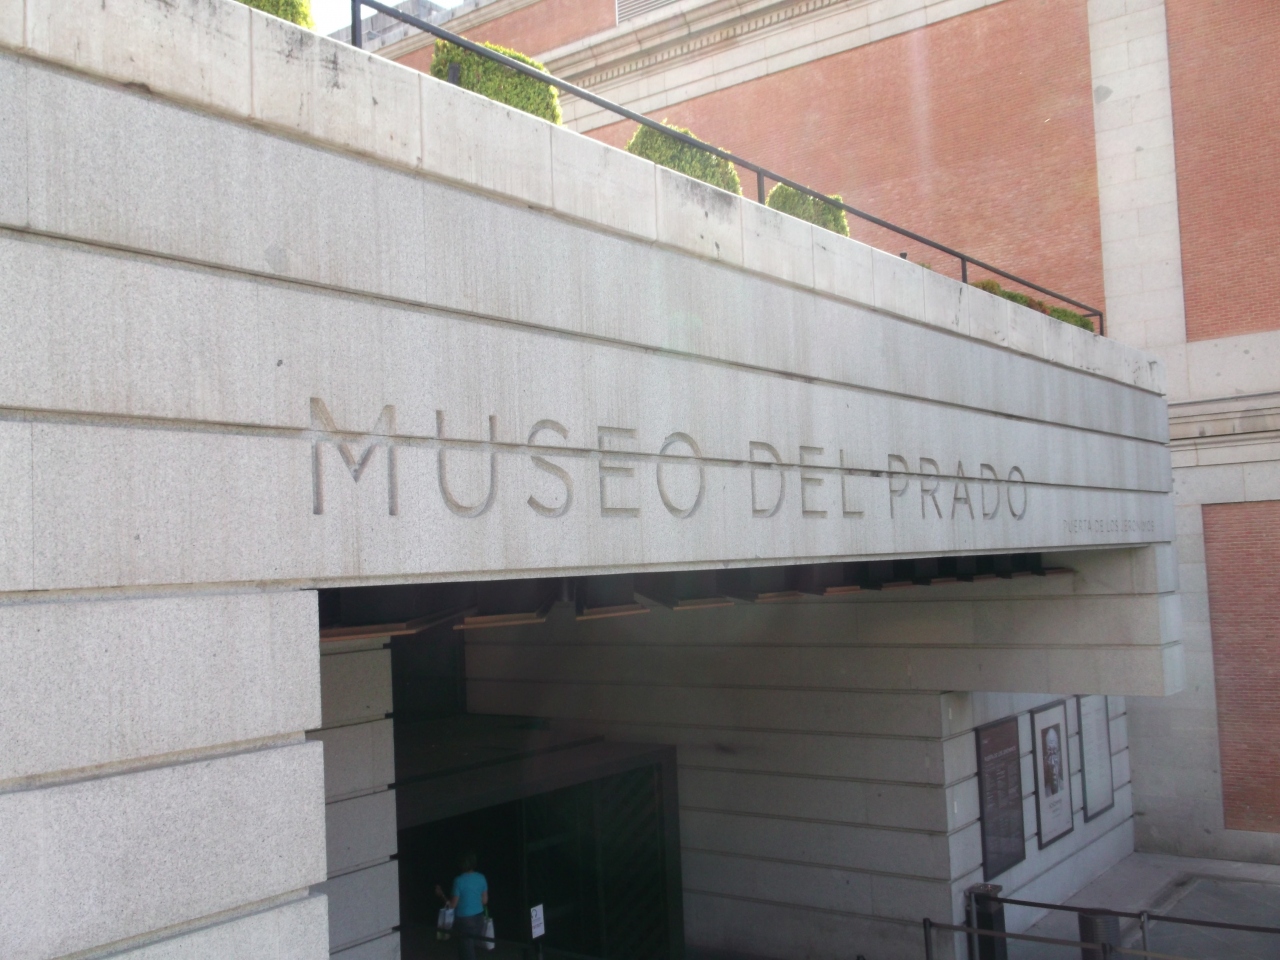 MUSEO DEL PRADO
PUERTA DE LOS JERÓNIMOS